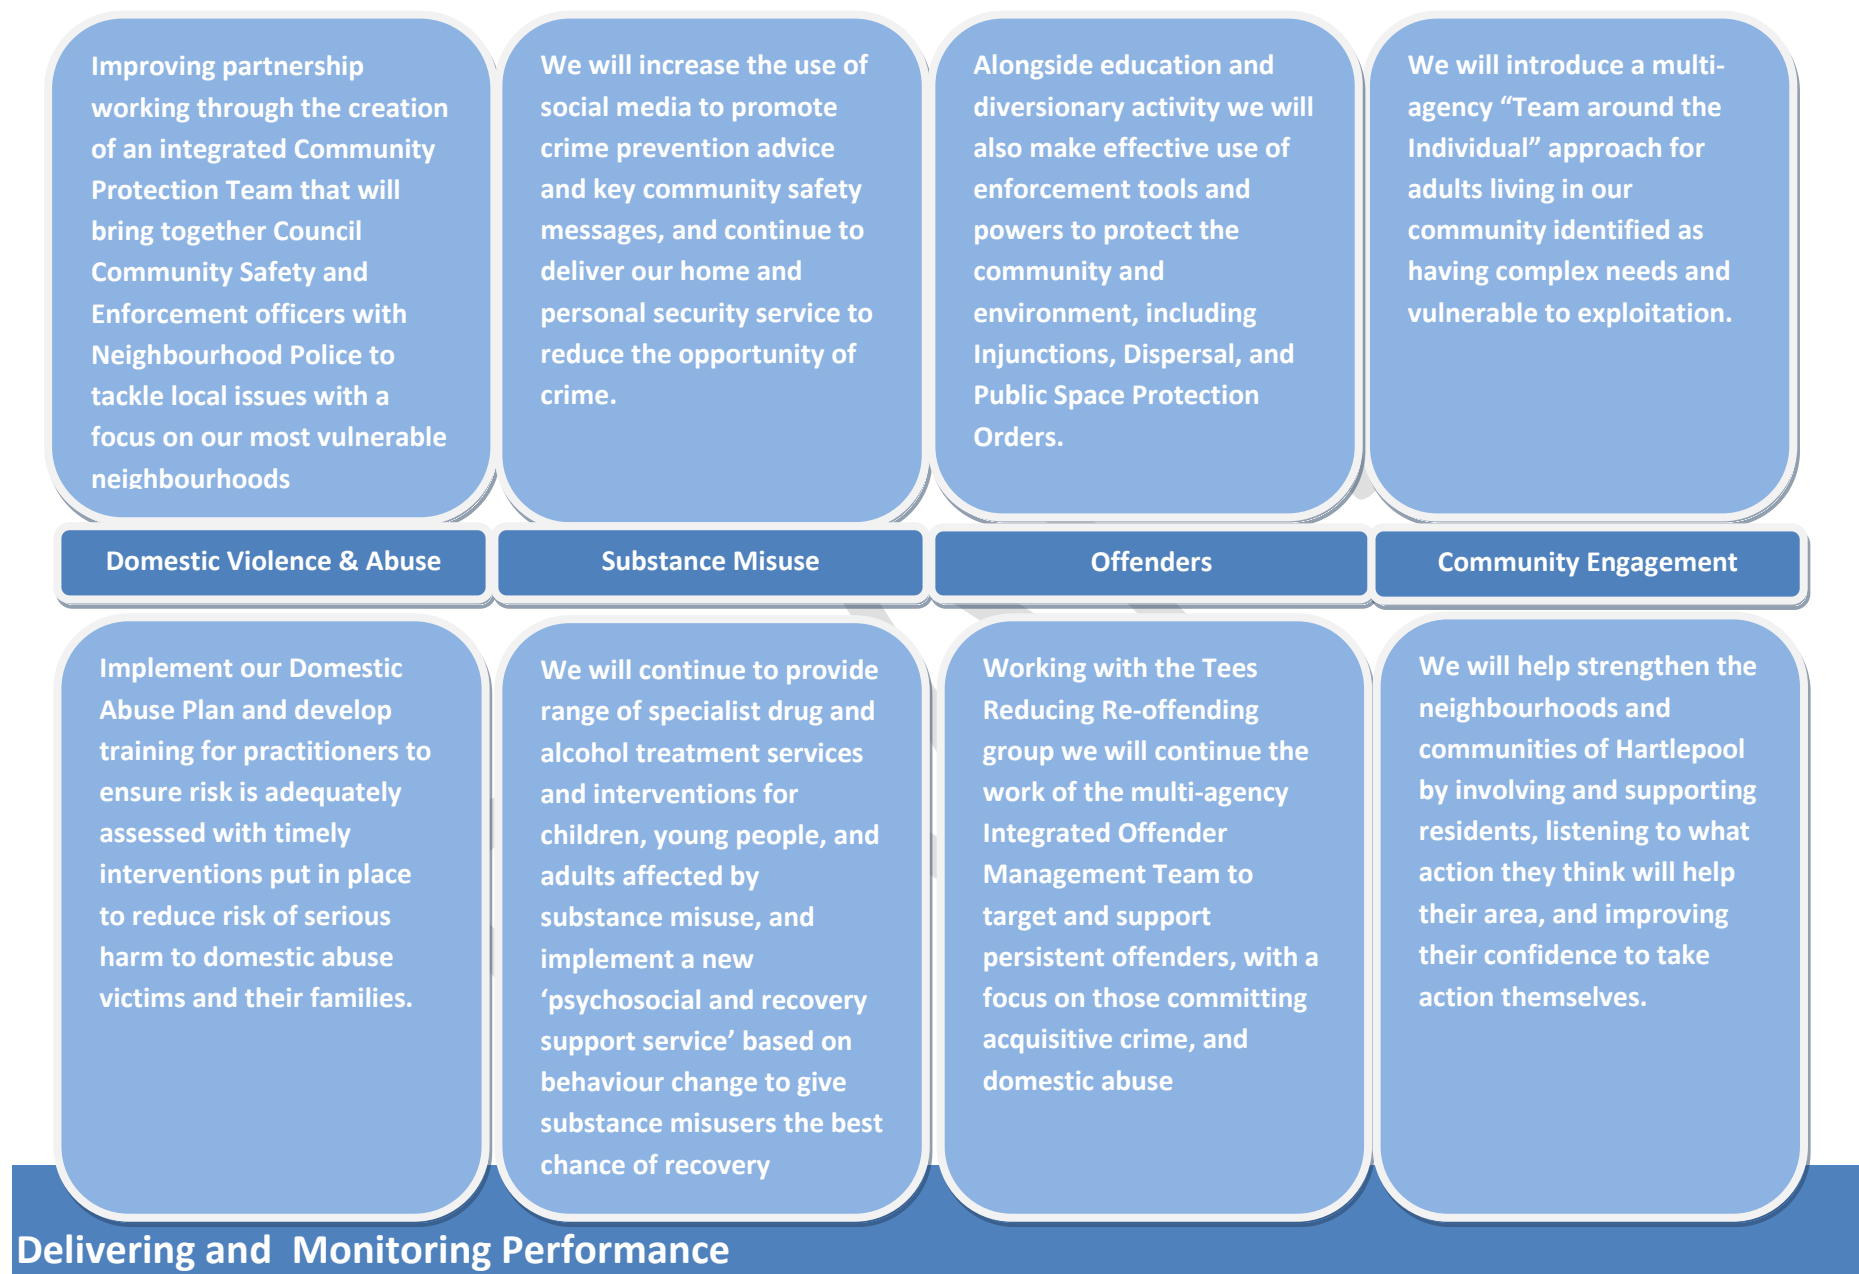 Improving partnership
working through the creation
of an integrated Community
Protection Team that will
bring together Council
Community Safety and
Enforcement officers with
Neighbourhood Police to
tackle local issues with a
focus on our most vulnerable
neighbourhoods
We will increase the use of
social media to promote
crime prevention advice
and key community safety
messages, and continue to
deliver our home and
personal security service to
reduce the opportunity of
crime.
Alongside education and
diversionary activity we will
also make effective use of
enforcement tools and
powers to protect the
community and
environment, including
Injunctions, Dispersal, and
Public Space Protection
Orders.
We will introduce a multi-
agency “Team around the
Individual” approach for
adults living in our
community identified as
having complex needs and
vulnerable to exploitation.
Domestic Violence & Abuse
Substance Misuse
Offenders
Community Engagement
Implement our Domestic
Abuse Plan and develop
training for practitioners to
ensure risk is adequately
assessed with timely
interventions put in place
to reduce risk of serious
harm to domestic abuse
victims and their families.
We will continue to provide
range of specialist drug and
alcohol treatment services
and interventions for
children, young people, and
adults affected by
substance misuse, and
implement a new
‘psychosocial and recovery
support service’ based on
behaviour change to give
substance misusers the best
chance of recovery
Working with the Tees
Reducing Re-offending
group we will continue the
work of the multi-agency
Integrated Offender
Management Team to
target and support
persistent offenders, with a
focus on those committing
acquisitive crime, and
domestic abuse
We will help strengthen the
neighbourhoods and
communities of Hartlepool
by involving and supporting
residents, listening to what
action they think will help
their area, and improving
their confidence to take
action themselves.
Delivering and  Monitoring Performance